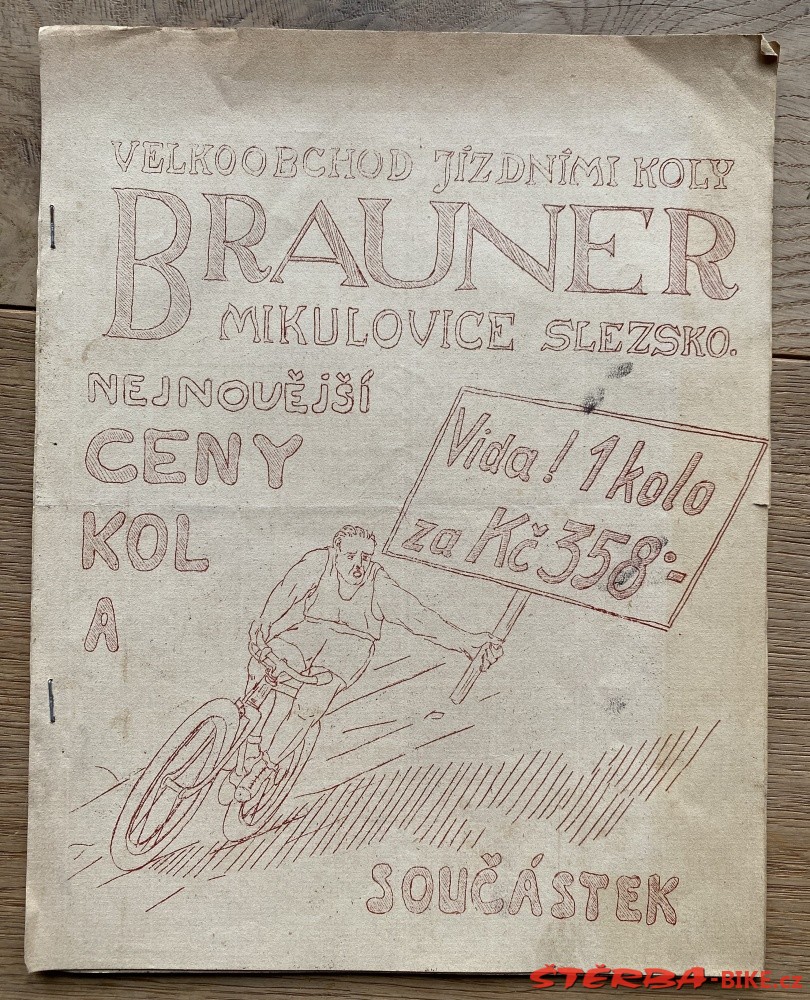 VELKOOBCHOD JÍZDNÍMI KOLY
BRAUNER
MIKULOVICE SLEZSKO.
NEJNOVĚJŠÍ
CENY
KOL
A
Vida! 1 kolo
za Kč 358·-
SOUČÁSTEK
ŠTĚRBA-BIKE.cz